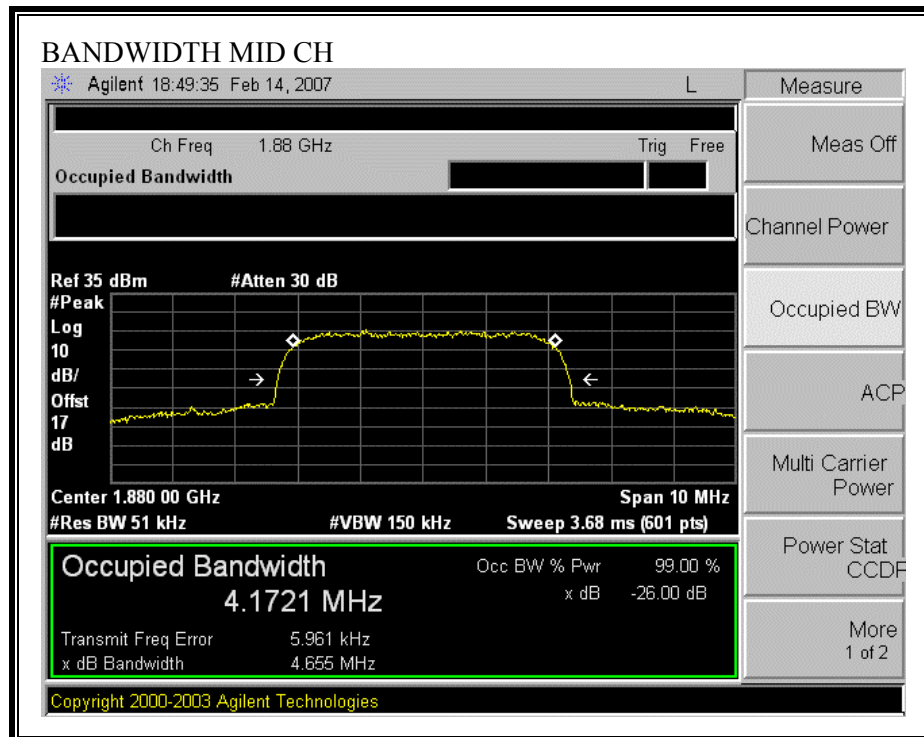 BANDWIDTH MID CH
Agilent 18:49:35 Feb 14, 2007 L
Measure
Ch Freq 1.88 GHz Trig Free
Meas Off
Occupied Bandwidth
Channel Power
Ref 35 dBm #Atten 30 dB
#Peak
Log
10
dB/
Offst
17
dB
Occupied BW
ACP
Multi Carrier
Power
Center 1.880 00 GHz Span 10 MHz
#Res BW 51 kHz #VBW 150 kHz Sweep 3.68 ms (601 pts)
Power Stat
CCDF
Occupied Bandwidth
4.1721 MHz
Occ BW % Pwr 99.00 %
x dB -26.00 dB
Transmit Freq Error 5.961 kHz
x dB Bandwidth 4.655 MHz
More
1 of 2
Copyright 2000-2003 Agilent Technologies